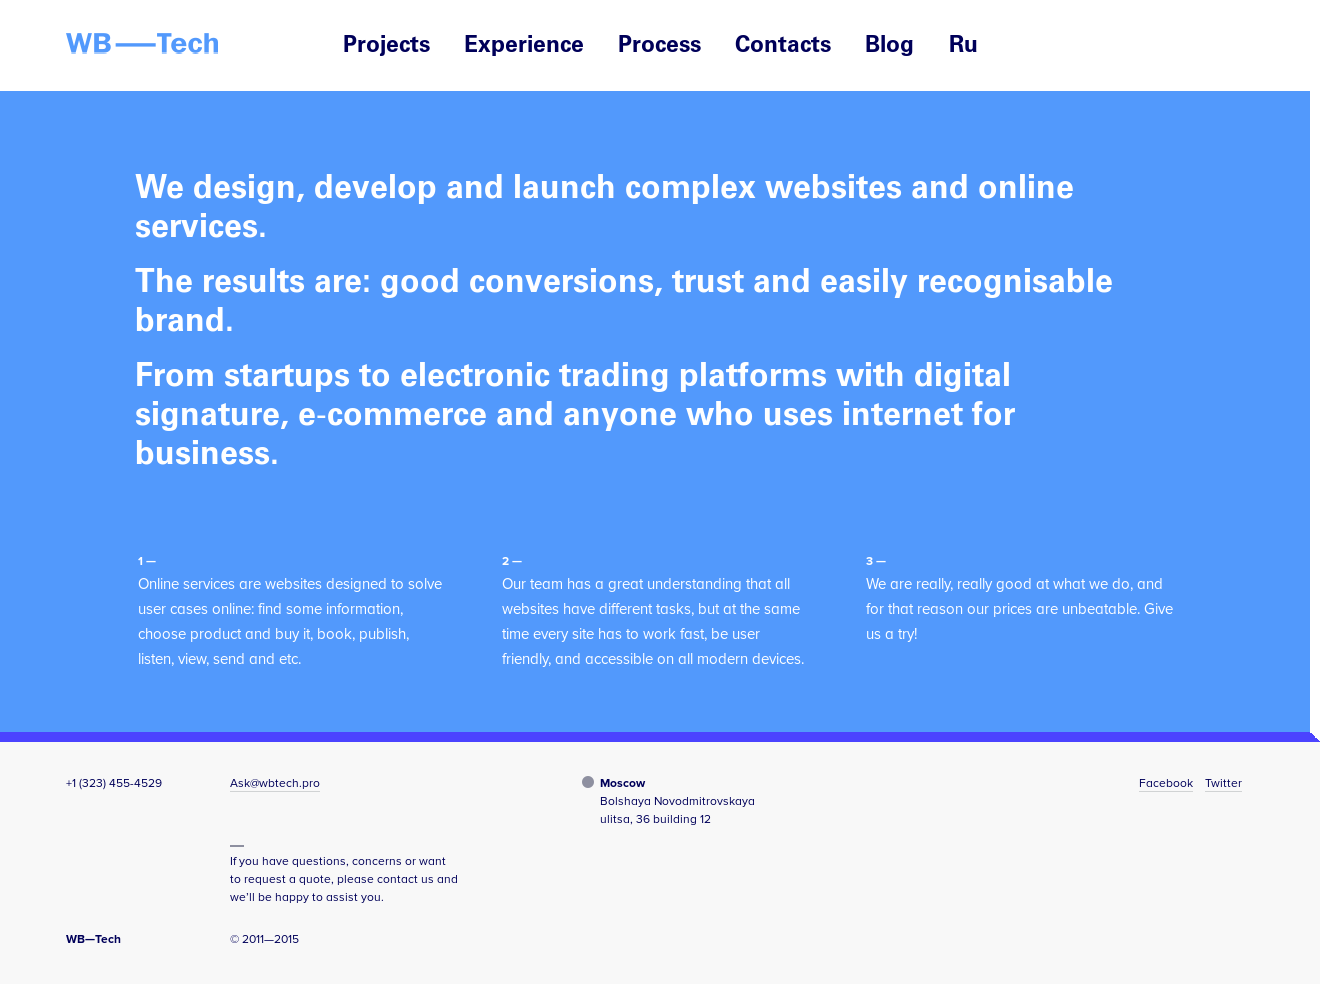 WB—Tech
Projects
Experience
Process
Contacts
Blog
Ru
We design, develop and launch complex websites and online
services.
The results are: good conversions, trust and easily recognisable
brand.
From startups to electronic trading platforms with digital
signature, e-commerce and anyone who uses internet for
business.
1 —
Online services are websites designed to solve
user cases online: find some information,
choose product and buy it, book, publish,
listen, view, send and etc.
2 —
Our team has a great understanding that all
websites have different tasks, but at the same
time every site has to work fast, be user
friendly, and accessible on all modern devices.
3 —
We are really, really good at what we do, and
for that reason our prices are unbeatable. Give
us a try!
+1 (323) 455-4529
Ask@wbtech.pro
—
If you have questions, concerns or want
to request a quote, please contact us and
we'll be happy to assist you.
Moscow
Bolshaya Novodmitrovskaya
ulitsa, 36 building 12
Facebook
Twitter
WB—Tech
© 2011—2015